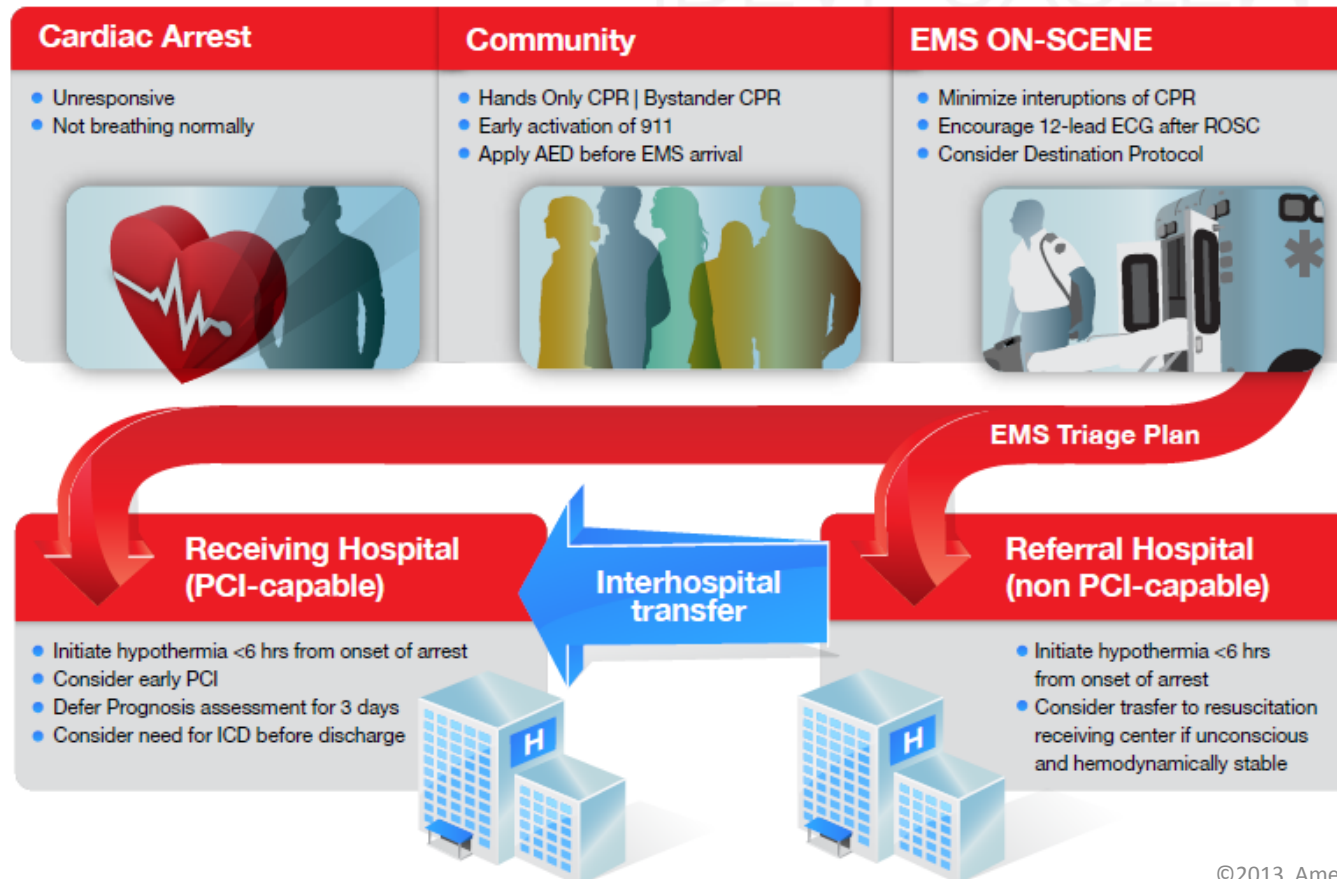 Cardiac Arrest
Unresponsive
Not breathing normally
Community
Hands Only CPR | Bystander CPR
Early activation of 911
Apply AED before EMS arrival
EMS ON-SCENE
Minimize interuptions of CPR
Encourage 12-lead ECG after ROSC
Consider Destination Protocol
EMS Triage Plan
Receiving Hospital
(PCI-capable)
Initiate hypothermia <6 hrs from onset of arrest
Consider early PCI
Defer Prognosis assessment for 3 days
Consider need for ICD before discharge
H
Interhospital
transfer
Referral Hospital
(non PCI-capable)
Initiate hypothermia <6 hrs
from onset of arrest
Consider trasfer to resuscitation
receiving center if unconscious
and hemodynamically stable
H
©2013, Ame